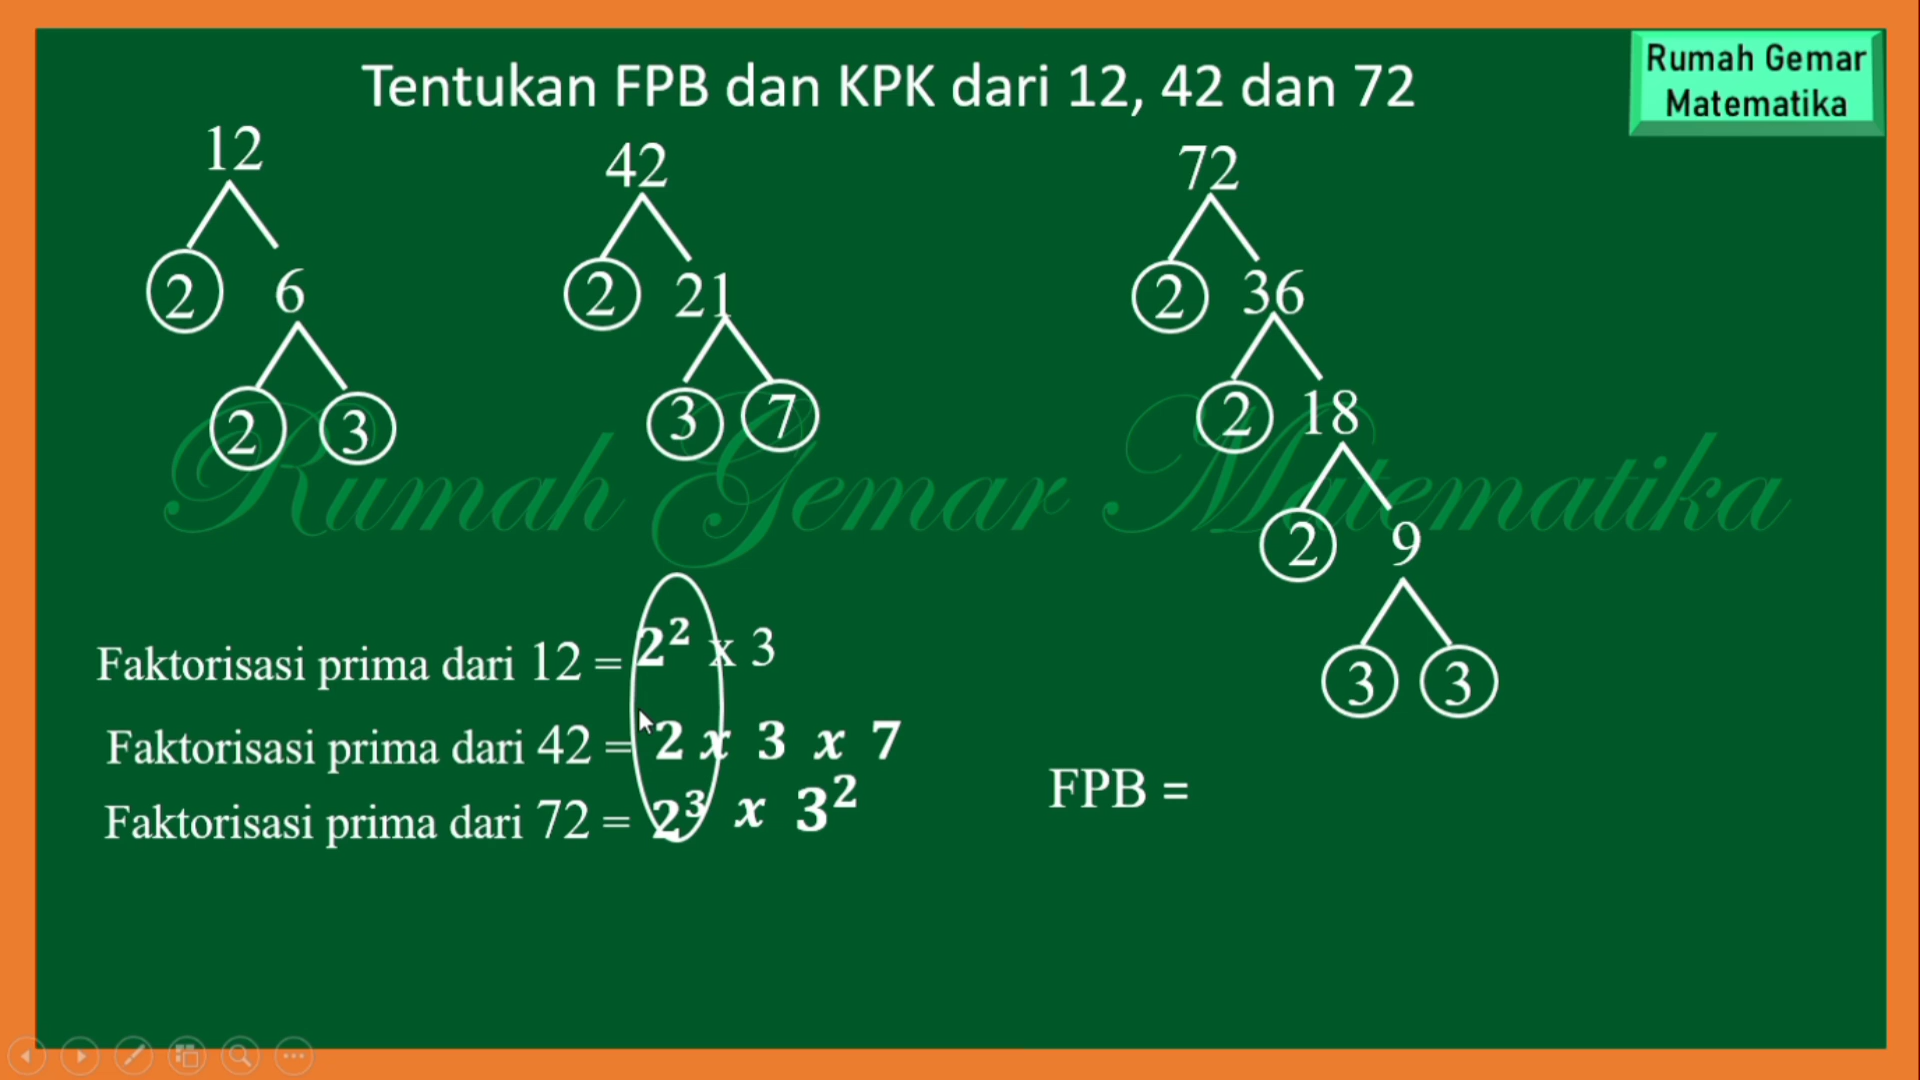 Tentukan FPB dan KPK dari 12, 42 dan 72
Rumah Gemar
Matematika
12
42
72
2 6
2 21
2 36
2 3
3 7
2 18
Rumah Gemar Matematika
2 9
3 3
Faktorisasi prima dari 12 = 2² x 3
Faktorisasi prima dari 42 = 2 x 3 x 7
Faktorisasi prima dari 72 = 2³ x 3²
FPB =